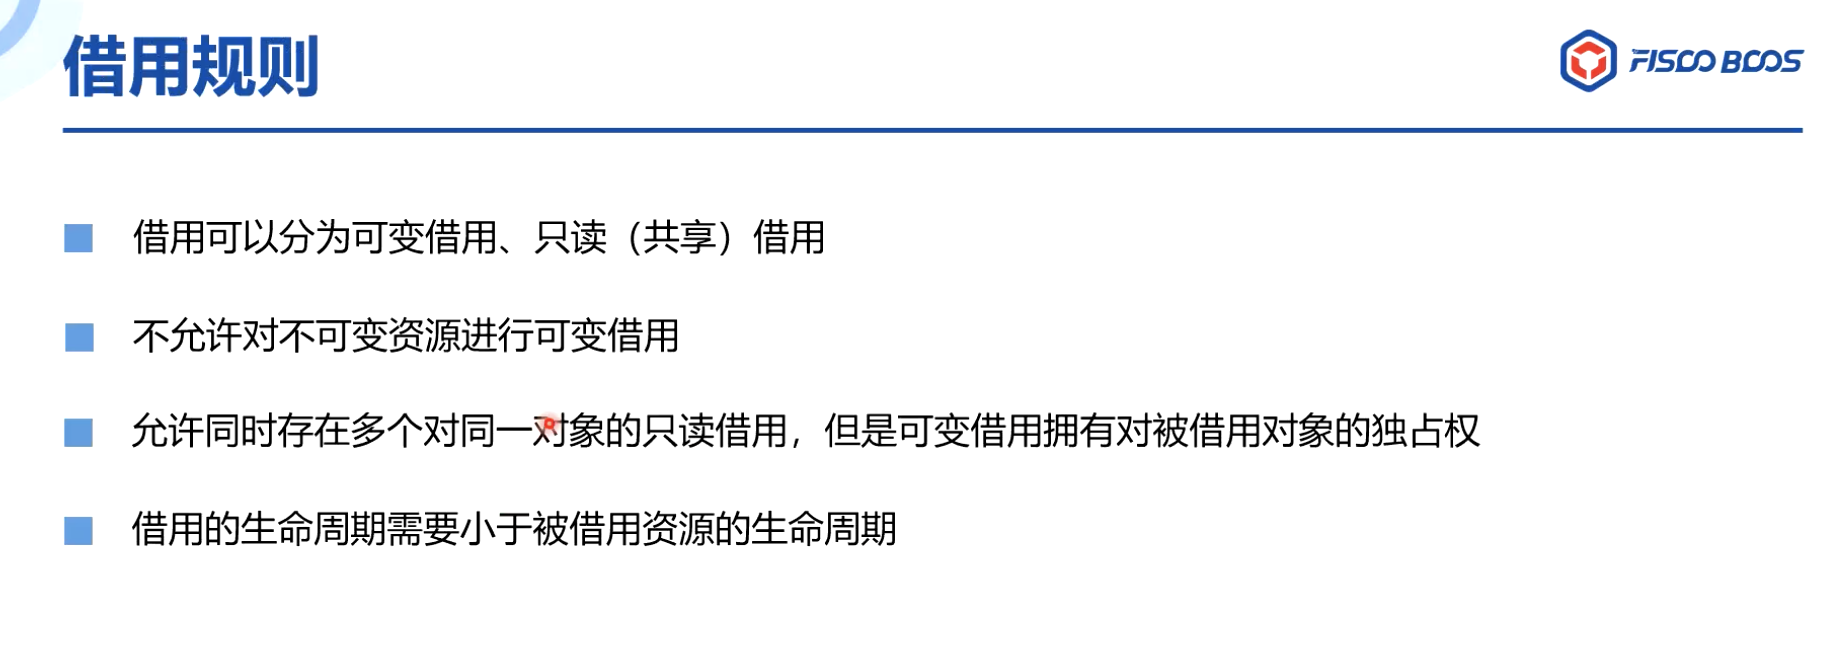 借用规则
FISCO BCOS
借用可以分为可变借用、只读（共享）借用
不允许对不可变资源进行可变借用
允许同时存在多个对同一对象的只读借用，但是可变借用拥有对被借用对象的独占权
借用的生命周期需要小于被借用资源的生命周期